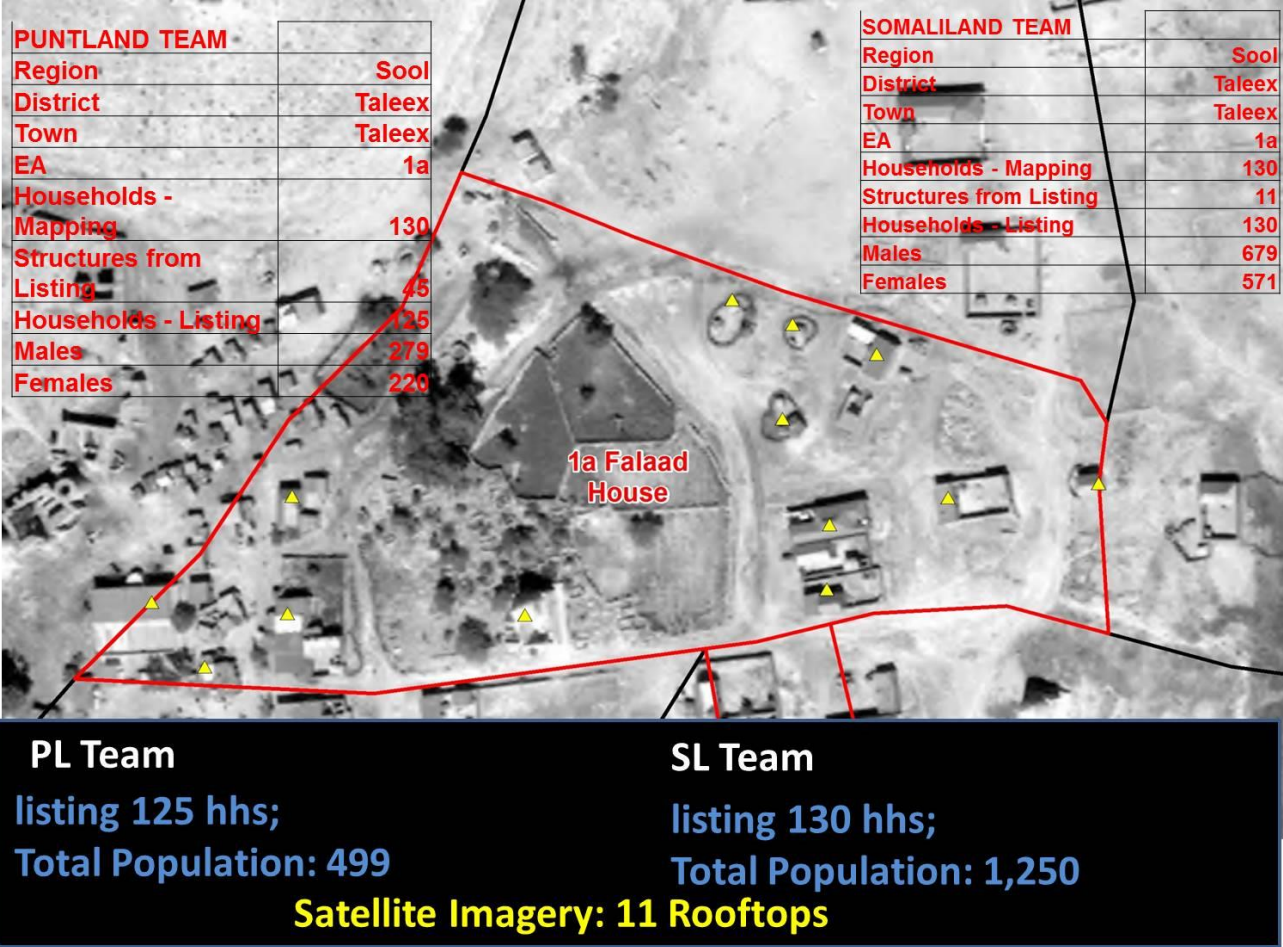 PUNTLAND TEAM
Region Sool
District Taleex
Town Taleex
EA 1a
Households -
Mapping 130
Structures from
Listing 45
Households - Listing 125
Males 279
Females 220
SOMALILAND TEAM
Region Sool
District Taleex
Town Taleex
EA 1a
Households - Mapping 130
Structures from Listing 11
Households - Listing 130
Males 679
Females 571
1a Falaad
House
PL Team
listing 125 hhs;
Total Population: 499
SL Team
listing 130 hhs;
Total Population: 1,250
Satellite Imagery: 11 Rooftops